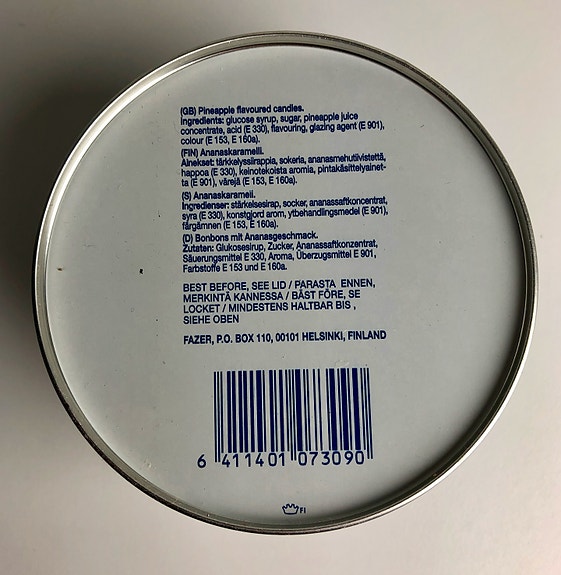 (GB) Pineapple flavoured candies.
Ingredients: glucose syrup, sugar, pineapple juice
concentrate, acid (E 330), flavouring, glazing agent (E 901),
colour (E 153, E 160a).
(FIN) Ananaskaramelli.
Ainekset: tärkkelyssiirappia, sokeria, ananasmehutiivistettä,
happoa (E 330), keinotekoista aromia, pintakäsittelyainet-
ta (E 901), värejä (E 153, E 160a).
(S) Ananaskaramell.
Ingredienser: stärkelsesirap, socker, ananassaftkoncentrat,
syra (E 330), konstgjord arom, ytbehandlingsmedel (E 901),
färgämnen (E 153, E 160a).
(D) Bonbons mit Ananasgeschmack.
Zutaten: Glukosesirup, Zucker, Ananassaftkonzentrat,
Säuerungsmittel E 330, Aroma, Überzugsmittel E 901,
Farbstoffe E 153 und E 160a.
BEST BEFORE, SEE LID / PARASTA ENNEN,
MERKINTÄ KANNESSA / BÄST FÖRE, SE
LOCKET / MINDESTENS HALTBAR BIS ,
SIEHE OBEN
FAZER, P.O. BOX 110, 00101 HELSINKI, FINLAND
6 411401 073090
FI